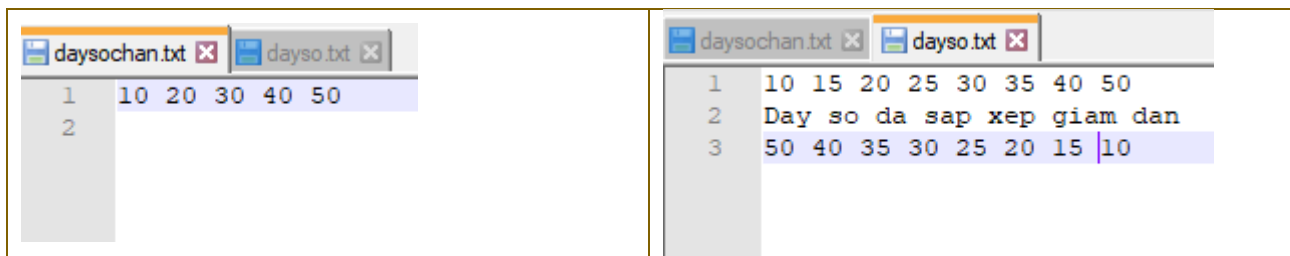 daysochan.txt dayso.txt
1 10 20 30 40 50
2
daysochan.txt dayso.txt
1 10 15 20 25 30 35 40 50
2 Day so da sap xep giam dan
3 50 40 35 30 25 20 15 10